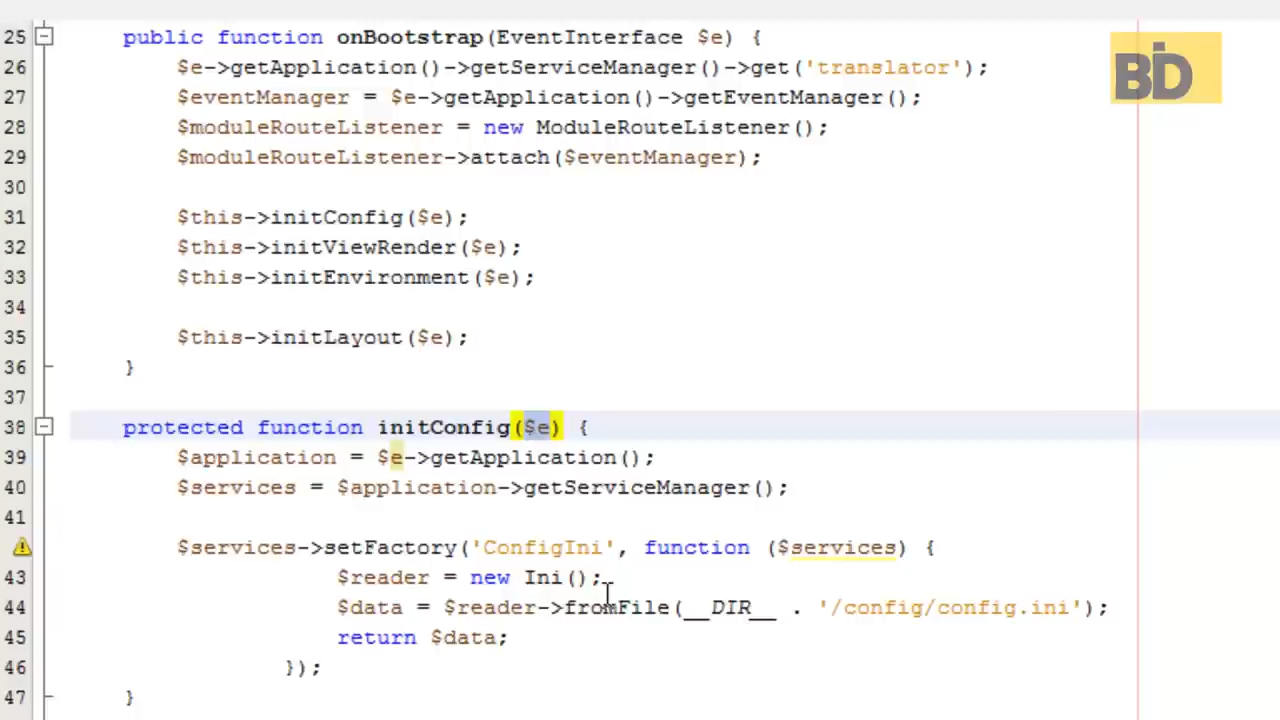 BiD
25 public function onBootstrap(EventInterface $e) {
26 $e->getApplication()->getServiceManager()->get('translator');
27 $eventManager = $e->getApplication()->getEventManager();
28 $moduleRouteListener = new ModuleRouteListener();
29 $moduleRouteListener->attach($eventManager);
30
31 $this->initConfig($e);
32 $this->initViewRender($e);
33 $this->initEnvironment($e);
34
35 $this->initLayout($e);
36 }
37
38 protected function initConfig($e) {
39 $application = $e->getApplication();
40 $services = $application->getServiceManager();
41
$services->setFactory('ConfigIni', function ($services) {
43 $reader = new Ini();
44 $data = $reader->fromFile(__DIR__ . '/config/config.ini');
45 return $data;
46 });
47 }